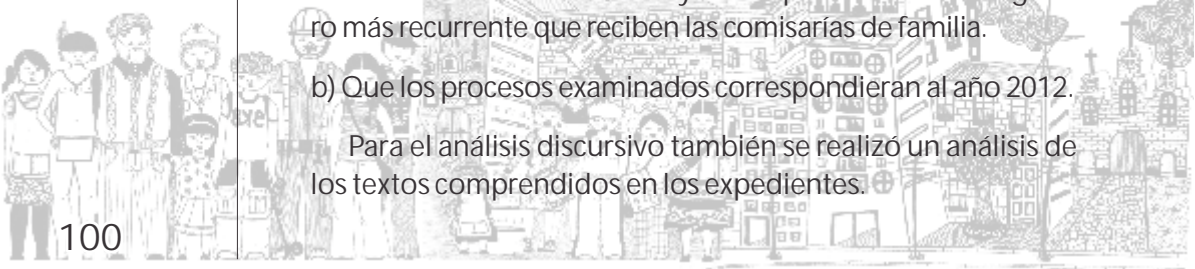 ro más recurrente que reciben las comisarías de familia.
b) Que los procesos examinados correspondieran al año 2012.
Para el análisis discursivo también se realizó un análisis de
los textos comprendidos en los expedientes.
100